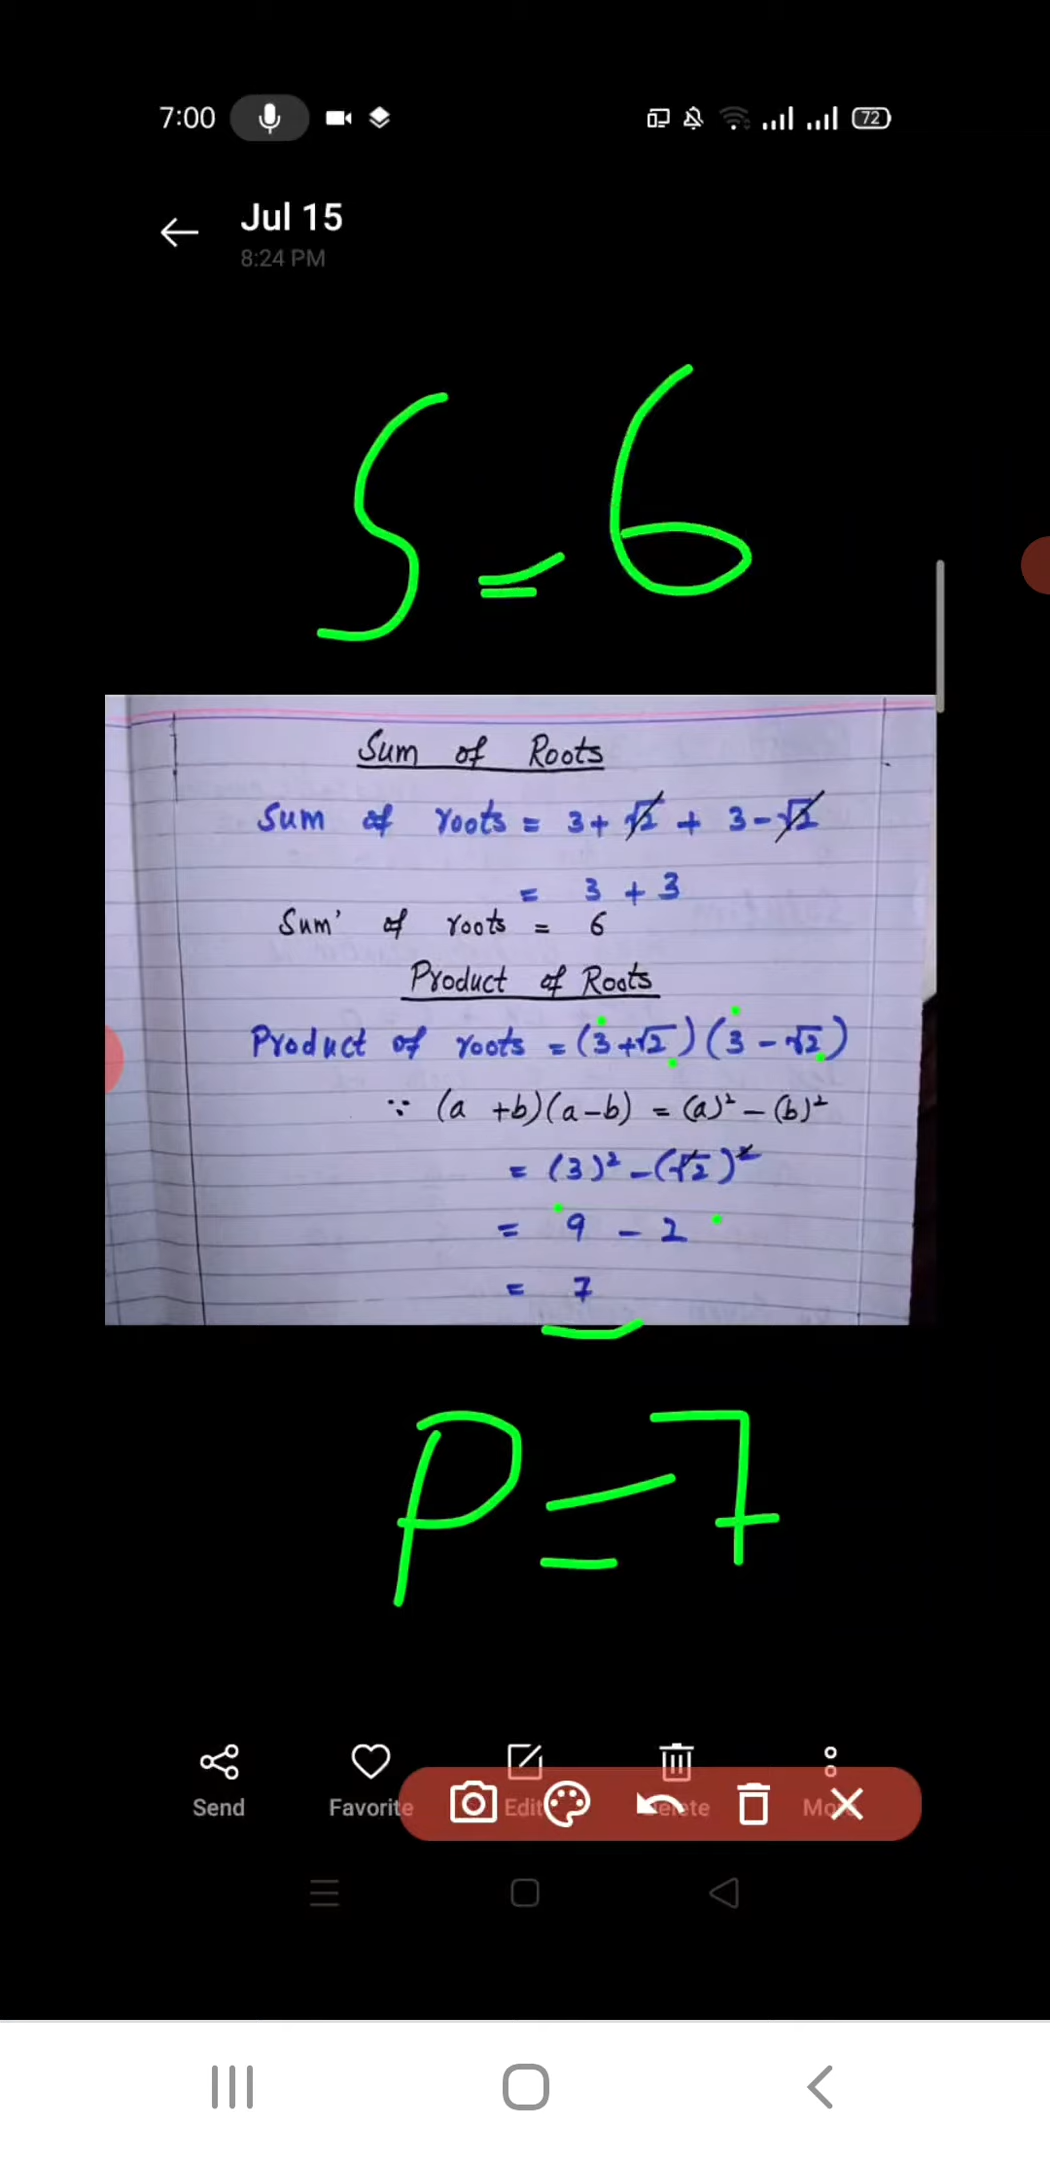 7:00 72
Jul 15
8:24 PM
S = 6
Sum of Roots
Sum of roots = 3 + √2 + 3 - √2
= 3 + 3
Sum' of roots = 6
Product of Roots
Product of roots = (3 + √2)(3 - √2)
∵ (a + b)(a - b) = (a)² - (b)²
= (3)² - (√2)²
= 9 - 2
= 7
P = 7
Send Favorite Edit Delete More